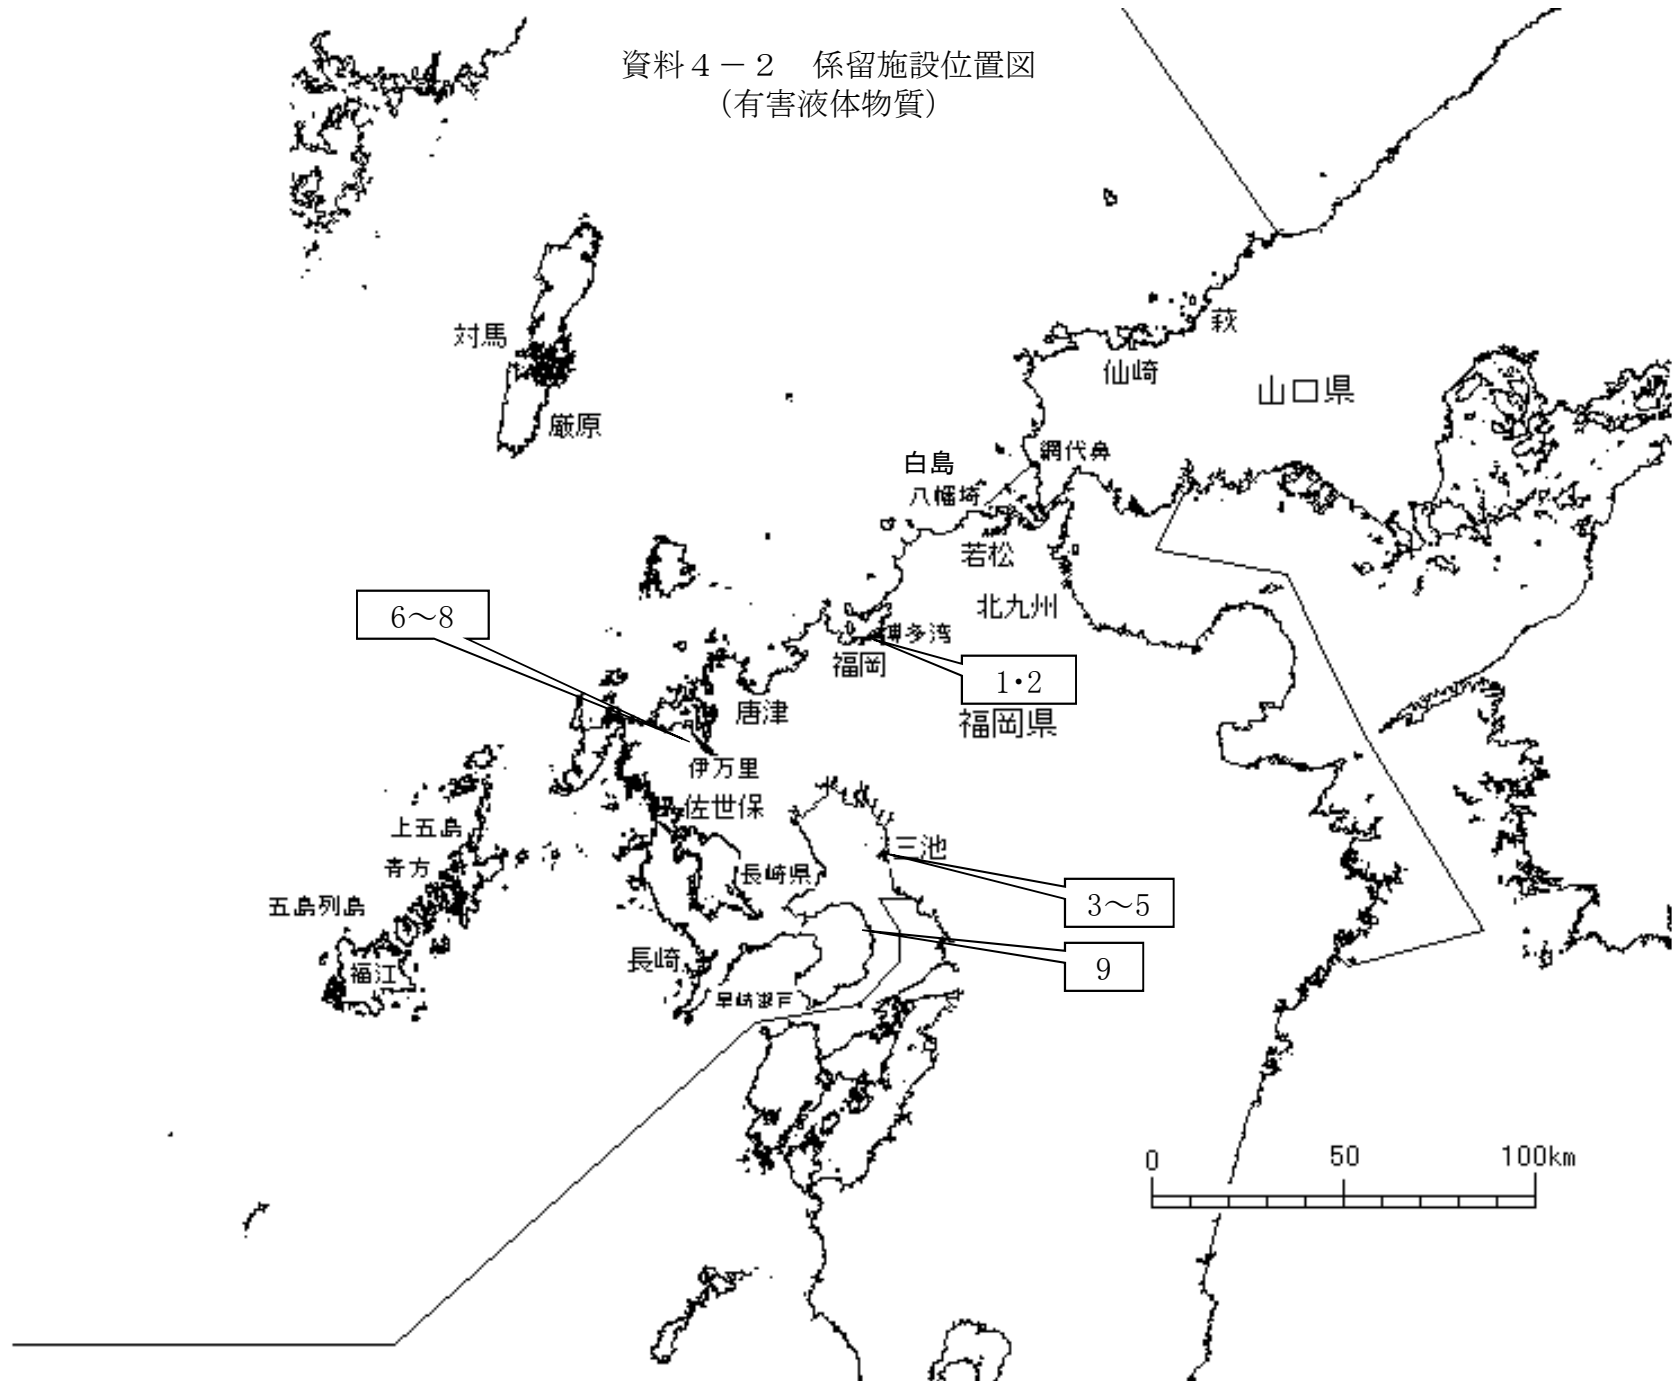 資料４－２　係留施設位置図
（有害液体物質）
対馬
厳原
萩
仙崎
山口県
網代鼻
白島
八幡埼
若松
北九州
6～8
博多湾
福岡
1・2
福岡県
唐津
伊万里
佐世保
上五島
青方
三池
長崎県
五島列島
3～5
長崎
福江
9
早崎瀬戸
0
50
100km